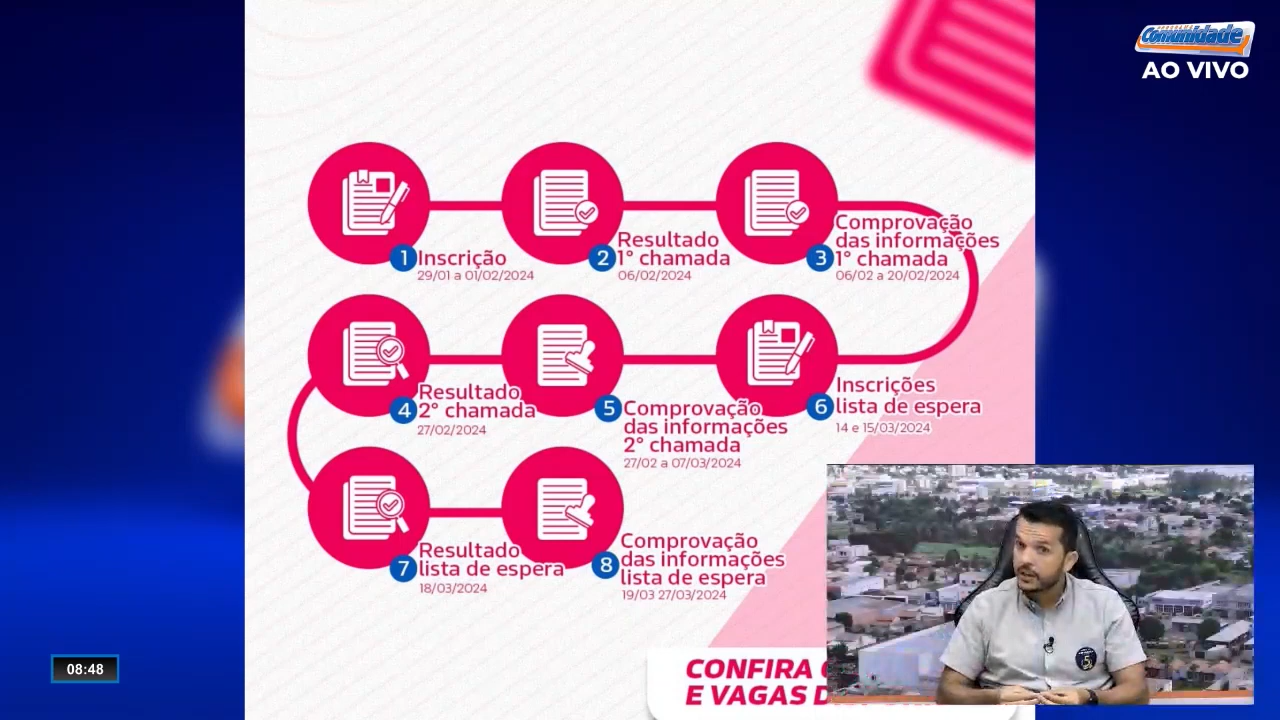 PROGRAMA
Comunidade
AO VIVO
1 Inscrição
29/01 a 01/02/2024
2 Resultado
1° chamada
06/02/2024
3 Comprovação
das informações
1° chamada
06/02 a 20/02/2024
4 Resultado
2° chamada
27/02/2024
5 Comprovação
das informações
2° chamada
27/02 a 07/03/2024
6 Inscrições
lista de espera
14 e 15/03/2024
7 Resultado
lista de espera
18/03/2024
8 Comprovação
das informações
lista de espera
19/03 27/03/2024
CONFIRA
E VAGAS
08:48